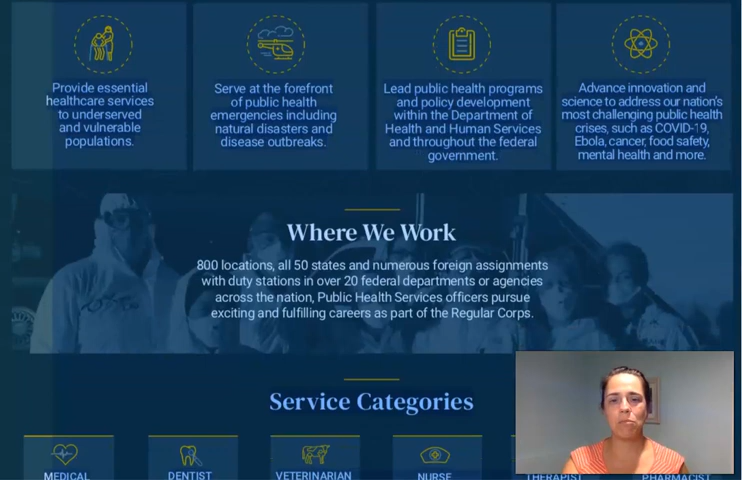 Provide essential
healthcare services
to underserved
and vulnerable
populations.
Serve at the forefront
of public health
emergencies including
natural disasters and
disease outbreaks.
Lead public health programs
and policy development
within the Department of
Health and Human Services
and throughout the federal
government.
Advance innovation and
science to address our nation's
most challenging public health
crises, such as COVID-19,
Ebola, cancer, food safety,
mental health and more.
Where We Work
800 locations, all 50 states and numerous foreign assignments
with duty stations in over 20 federal departments or agencies
across the nation, Public Health Services officers pursue
exciting and fulfilling careers as part of the Regular Corps.
Service Categories
MEDICAL
DENTIST
VETERINARIAN
NURSE
THERAPIST
PHARMACIST